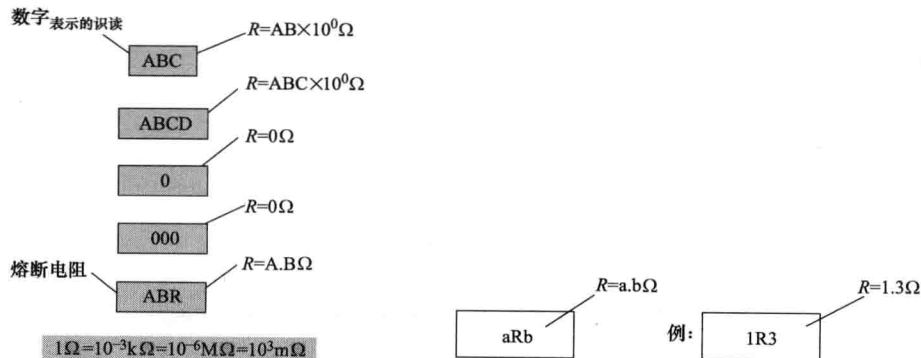 数字表示的识读
R=AB×10⁰Ω
ABC
R=ABC×10⁰Ω
ABCD
R=0Ω
0
R=0Ω
000
熔断电阻
R=A.BΩ
ABR
1Ω=10⁻³kΩ=10⁻⁶MΩ=10³mΩ
R=a.bΩ
aRb
例:
R=1.3Ω
1R3